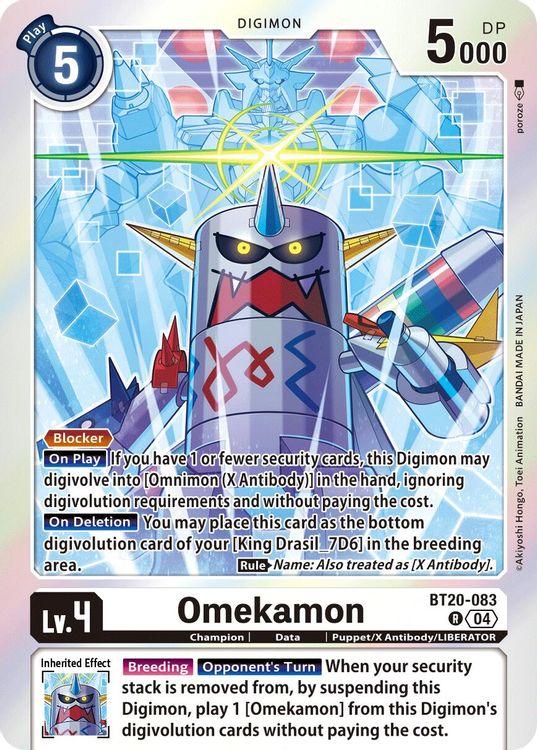 Play
5
DIGIMON
5000 DP
poroze
©Akiyoshi Hongo, Toei Animation BANDAI MADE IN JAPAN
Blocker
On Play If you have 1 or fewer security cards, this Digimon may
digivolve into [Omnimon (X Antibody)] in the hand, ignoring
digivolution requirements and without paying the cost.
On Deletion You may place this card as the bottom
digivolution card of your [King Drasil_7D6] in the breeding
area.
Rule Name: Also treated as [X Antibody].
Lv.4
Omekamon
BT20-083
R 04
Champion | Data | Puppet/X Antibody/LIBERATOR
Inherited Effect
Breeding Opponent's Turn When your security
stack is removed from, by suspending this
Digimon, play 1 [Omekamon] from this Digimon's
digivolution cards without paying the cost.